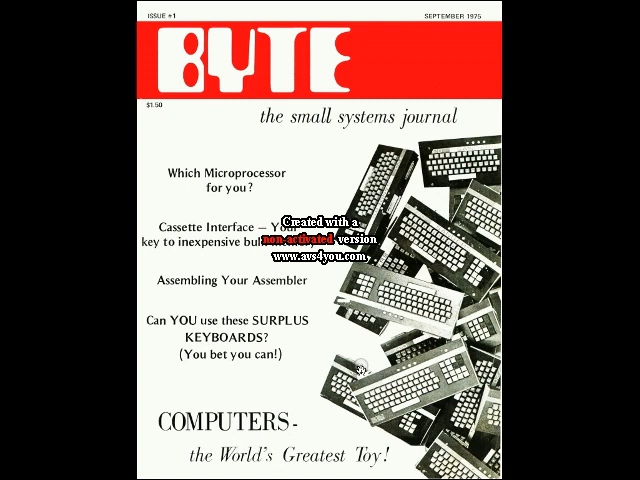 ISSUE #1
SEPTEMBER 1975
BYTE
$1.50
the small systems journal
Which Microprocessor
for you?
Cassette Interface — Your
key to inexpensive bulk
Assembling Your Assembler
Can YOU use these SURPLUS
KEYBOARDS?
(You bet you can!)
Created with a
non-activated version
www.avs4you.com
COMPUTERS-
the World's Greatest Toy!